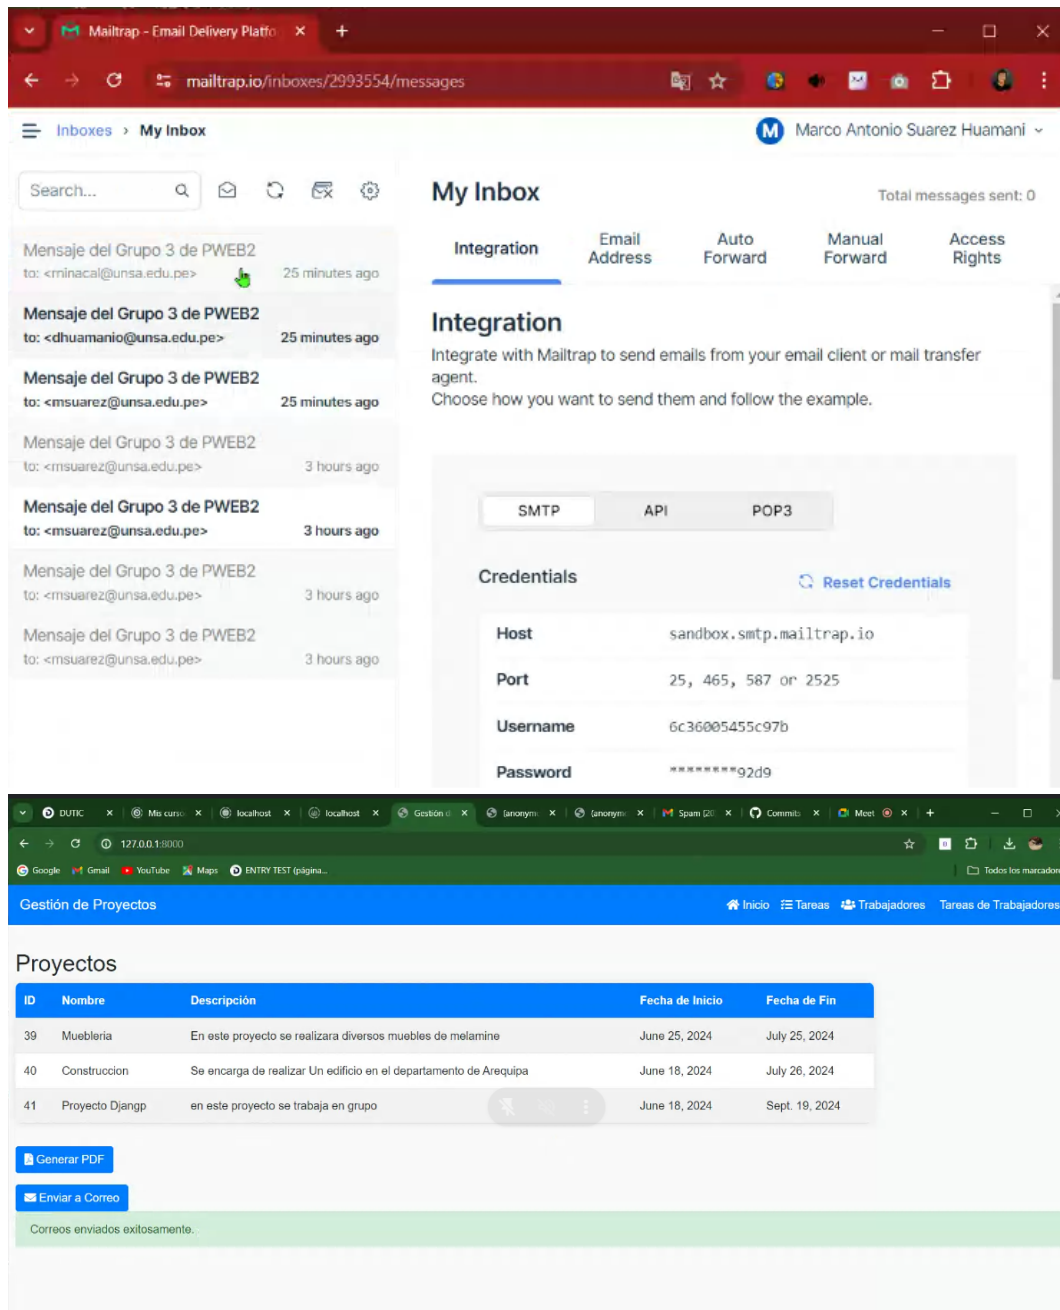 Mailtrap - Email Delivery Platfo
mailtrap.io/inboxes/2993554/messages
Inboxes > My Inbox
M Marco Antonio Suarez Huamani
Search...
My Inbox
Total messages sent: 0
Integration
Email Address
Auto Forward
Manual Forward
Access Rights
Mensaje del Grupo 3 de PWEB2
to: <rninacal@unsa.edu.pe> 25 minutes ago
Mensaje del Grupo 3 de PWEB2
to: <dhuamanio@unsa.edu.pe> 25 minutes ago
Mensaje del Grupo 3 de PWEB2
to: <msuarez@unsa.edu.pe> 25 minutes ago
Mensaje del Grupo 3 de PWEB2
to: <msuarez@unsa.edu.pe> 3 hours ago
Mensaje del Grupo 3 de PWEB2
to: <msuarez@unsa.edu.pe> 3 hours ago
Mensaje del Grupo 3 de PWEB2
to: <msuarez@unsa.edu.pe> 3 hours ago
Mensaje del Grupo 3 de PWEB2
to: <msuarez@unsa.edu.pe> 3 hours ago
Integration
Integrate with Mailtrap to send emails from your email client or mail transfer
agent.
Choose how you want to send them and follow the example.
SMTP API POP3
Credentials
Reset Credentials
Host sandbox.smtp.mailtrap.io
Port 25, 465, 587 or 2525
Username 6c36005455c97b
Password ********92d9
DUTIC Mis curso localhost localhost Gestión d (anonym (anonym Spam (20 Commits Meet
127.0.0.1:8000
Google Gmail YouTube Maps ENTRY TEST (página... Todos los marcadore
Gestión de Proyectos Inicio Tareas Trabajadores Tareas de Trabajadores
Proyectos
ID Nombre Descripción Fecha de Inicio Fecha de Fin
39 Muebleria En este proyecto se realizara diversos muebles de melamine June 25, 2024 July 25, 2024
40 Construccion Se encarga de realizar Un edificio en el departamento de Arequipa June 18, 2024 July 26, 2024
41 Proyecto Djangp en este proyecto se trabaja en grupo June 18, 2024 Sept. 19, 2024
Generar PDF
Enviar a Correo
Correos enviados exitosamente.